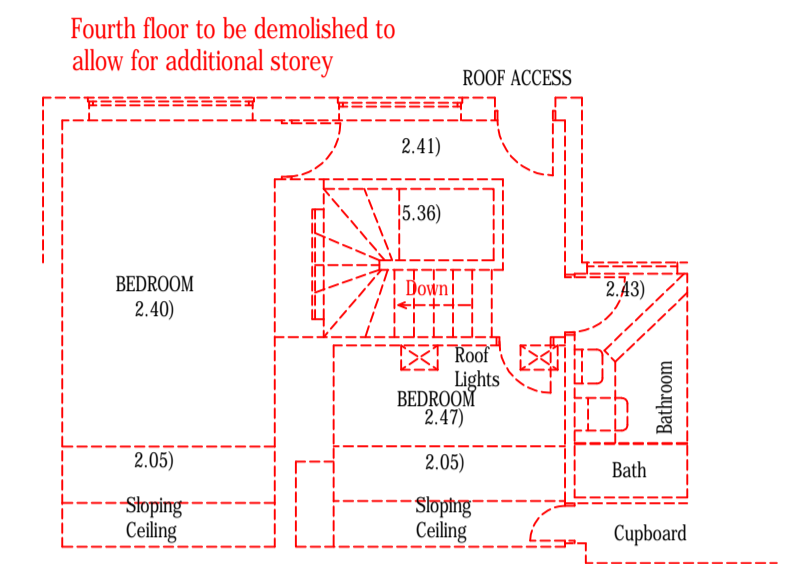 Fourth floor to be demolished to
allow for additional storey
ROOF ACCESS
2.41)
5.36)
BEDROOM
2.40)
Down
2.43)
Roof
Lights
BEDROOM
2.47)
Bathroom
2.05)
2.05)
Bath
Sloping
Ceiling
Sloping
Ceiling
Cupboard